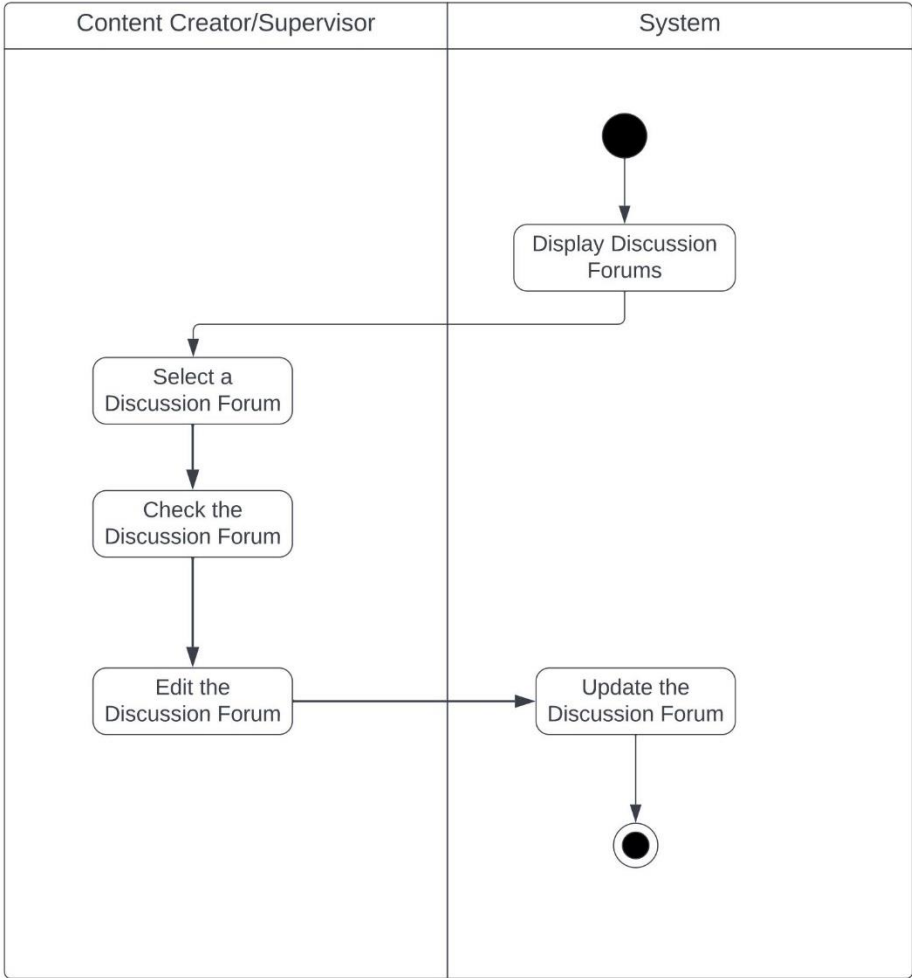 Content Creator/Supervisor
System
Display Discussion
Forums
Select a
Discussion Forum
Check the
Discussion Forum
Edit the
Discussion Forum
Update the
Discussion Forum